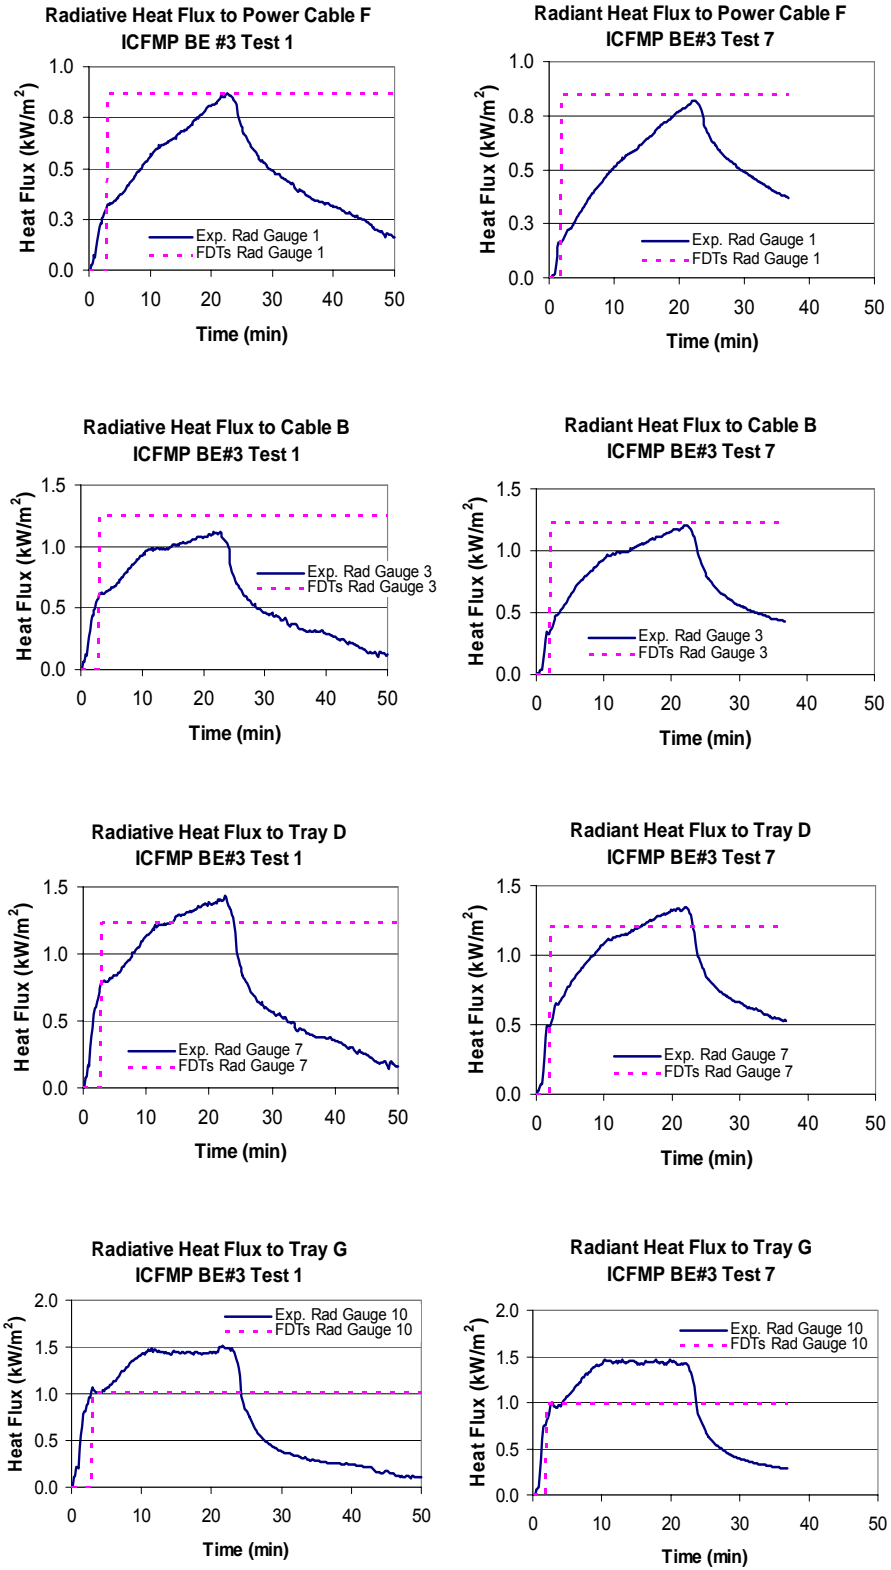 Radiative Heat Flux to Power Cable F
ICFMP BE #3 Test 1
Heat Flux (kW/m²)
1.0
0.8
0.5
0.3
0.0
Exp. Rad Gauge 1
FDTs Rad Gauge 1
0 10 20 30 40 50
Time (min)
Radiant Heat Flux to Power Cable F
ICFMP BE#3 Test 7
Heat Flux (kW/m²)
1.0
0.8
0.5
0.3
0.0
Exp. Rad Gauge 1
FDTs Rad Gauge 1
0 10 20 30 40 50
Time (min)
Radiative Heat Flux to Cable B
ICFMP BE#3 Test 1
Heat Flux (kW/m²)
1.5
1.0
0.5
0.0
Exp. Rad Gauge 3
FDTs Rad Gauge 3
0 10 20 30 40 50
Time (min)
Radiant Heat Flux to Cable B
ICFMP BE#3 Test 7
Heat Flux (kW/m²)
1.5
1.0
0.5
0.0
Exp. Rad Gauge 3
FDTs Rad Gauge 3
0 10 20 30 40 50
Time (min)
Radiative Heat Flux to Tray D
ICFMP BE#3 Test 1
Heat Flux (kW/m²)
1.5
1.0
0.5
0.0
Exp. Rad Gauge 7
FDTs Rad Gauge 7
0 10 20 30 40 50
Time (min)
Radiant Heat Flux to Tray D
ICFMP BE#3 Test 7
Heat Flux (kW/m²)
1.5
1.0
0.5
0.0
Exp. Rad Gauge 7
FDTs Rad Gauge 7
0 10 20 30 40 50
Time (min)
Radiative Heat Flux to Tray G
ICFMP BE#3 Test 1
Heat Flux (kW/m²)
2.0
1.5
1.0
0.5
0.0
Exp. Rad Gauge 10
FDTs Rad Gauge 10
0 10 20 30 40 50
Time (min)
Radiant Heat Flux to Tray G
ICFMP BE#3 Test 7
Heat Flux (kW/m²)
2.0
1.5
1.0
0.5
0.0
Exp. Rad Gauge 10
FDTs Rad Gauge 10
0 10 20 30 40 50
Time (min)